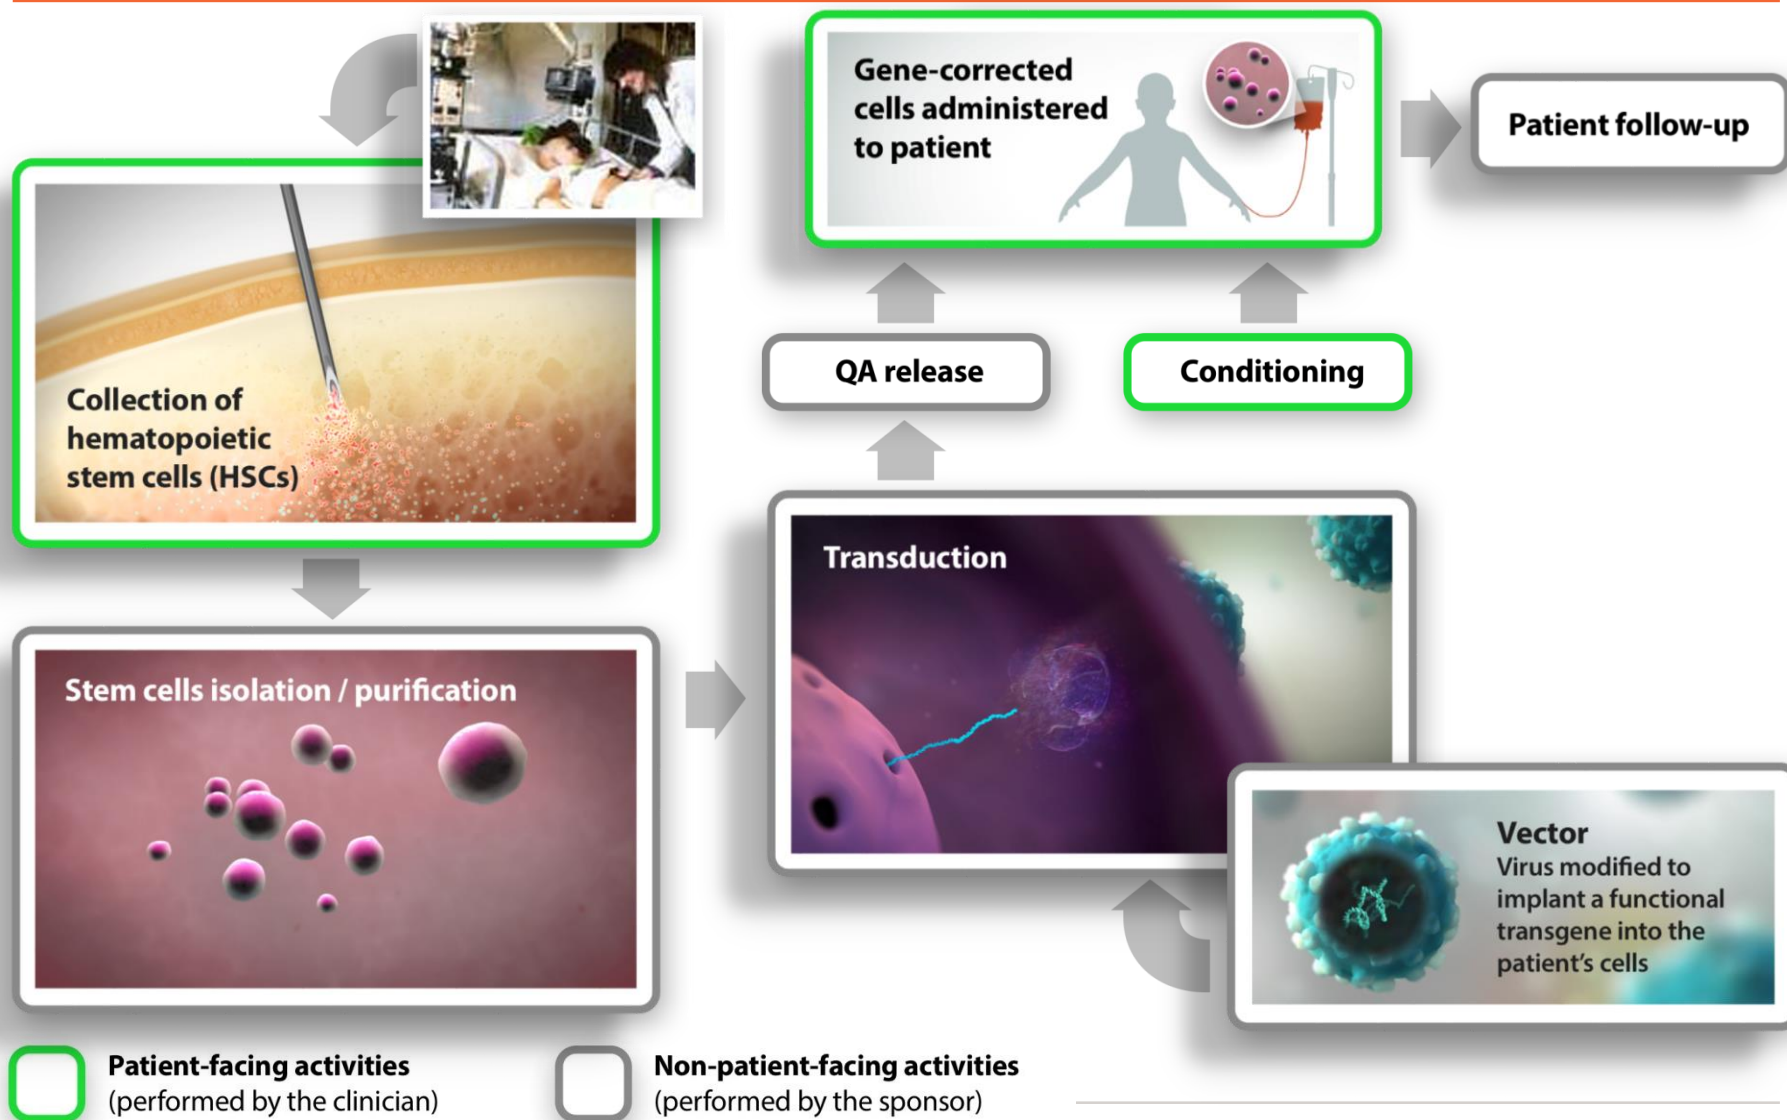 Collection of
hematopoietic
stem cells (HSCs)
Stem cells isolation / purification
Transduction
Vector
Virus modified to
implant a functional
transgene into the
patient's cells
QA release
Conditioning
Gene-corrected
cells administered
to patient
Patient follow-up
Patient-facing activities
(performed by the clinician)
Non-patient-facing activities
(performed by the sponsor)